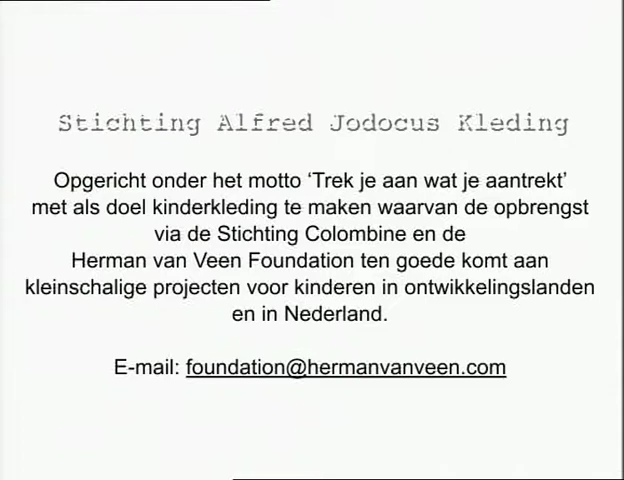 Stichting Alfred Jodocus Kleding
Opgericht onder het motto ‘Trek je aan wat je aantrekt’
met als doel kinderkleding te maken waarvan de opbrengst
via de Stichting Colombine en de
Herman van Veen Foundation ten goede komt aan
kleinschalige projecten voor kinderen in ontwikkelingslanden
en in Nederland.
E-mail: foundation@hermanvanveen.com